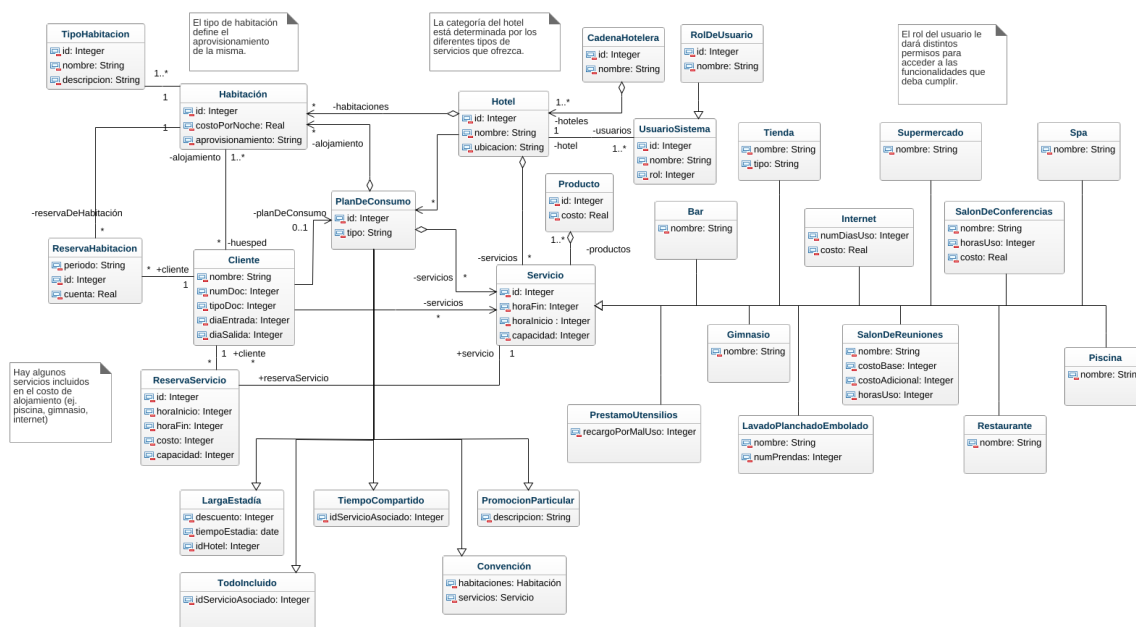 TipoHabitacion
id: Integer
nombre: String
descripcion: String
El tipo de habitación
define el
aprovisionamiento
de la misma.
La categoría del hotel
está determinada por los
diferentes tipos de
servicios que ofrezca.
CadenaHotelera
id: Integer
nombre: String
RolDeUsuario
id: Integer
nombre: String
El rol del usuario le
dará distintos
permisos para
acceder a las
funcionalidades que
deba cumplir.
1..*
1
Habitación
id: Integer
costoPorNoche: Real
aprovisionamiento: String
1
-alojamiento
1..*
*
-habitaciones
*
-alojamiento
Hotel
id: Integer
nombre: String
ubicacion: String
1..*
-hoteles
1
-usuarios
-hotel
1..*
UsuarioSistema
id: Integer
nombre: String
rol: Integer
Tienda
nombre: String
tipo: String
Supermercado
nombre: String
Spa
nombre: String
Producto
id: Integer
costo: Real
1..*
-productos
PlanDeConsumo
id: Integer
tipo: String
*
-planDeConsumo
0..1
Bar
nombre: String
Internet
numDiasUso: Integer
costo: Real
SalonDeConferencias
nombre: String
horasUso: Integer
costo: Real
-reservaDeHabitación
*
ReservaHabitacion
periodo: String
id: Integer
cuenta: Real
*
+cliente
1
*
-huesped
Cliente
nombre: String
numDoc: Integer
tipoDoc: Integer
diaEntrada: Integer
diaSalida: Integer
-servicios
*
-servicios
*
-servicios
*
Servicio
id: Integer
horaFin: Integer
horaInicio : Integer
capacidad: Integer
+servicio
1
1
+cliente
*
*
+reservaServicio
Hay algunos
servicios incluidos
en el costo de
alojamiento (ej.
piscina, gimnasio,
internet)
ReservaServicio
id: Integer
horaInicio: Integer
horaFin: Integer
costo: Integer
capacidad: Integer
Gimnasio
nombre: String
SalonDeReuniones
nombre: String
costoBase: Integer
costoAdicional: Integer
horasUso: Integer
Piscina
nombre: Strin
PrestamoUtensilios
recargoPorMalUso: Integer
LavadoPlanchadoEmbolado
nombre: String
numPrendas: Integer
Restaurante
nombre: String
LargaEstadía
descuento: Integer
tiempoEstadia: date
idHotel: Integer
TiempoCompartido
idServicioAsociado: Integer
PromocionParticular
descripcion: String
TodoIncluido
idServicioAsociado: Integer
Convención
habitaciones: Habitación
servicios: Servicio